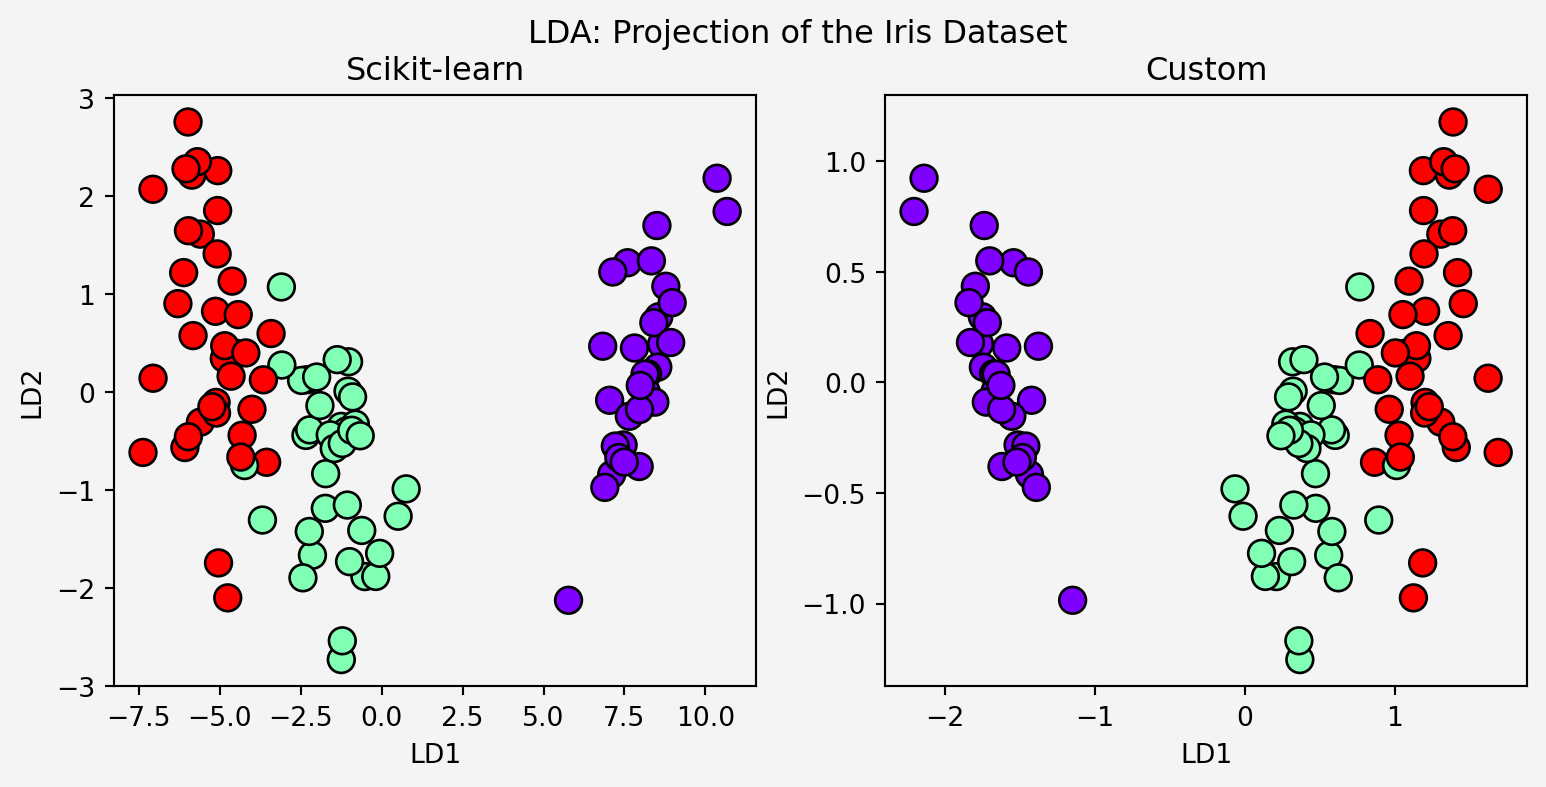 LDA: Projection of the Iris Dataset
Scikit-learn
3
2
1
0
−1
−2
−3
LD2
−7.5 −5.0 −2.5 0.0 2.5 5.0 7.5 10.0
LD1
Custom
1.0
0.5
0.0
−0.5
−1.0
LD2
−2 −1 0 1
LD1